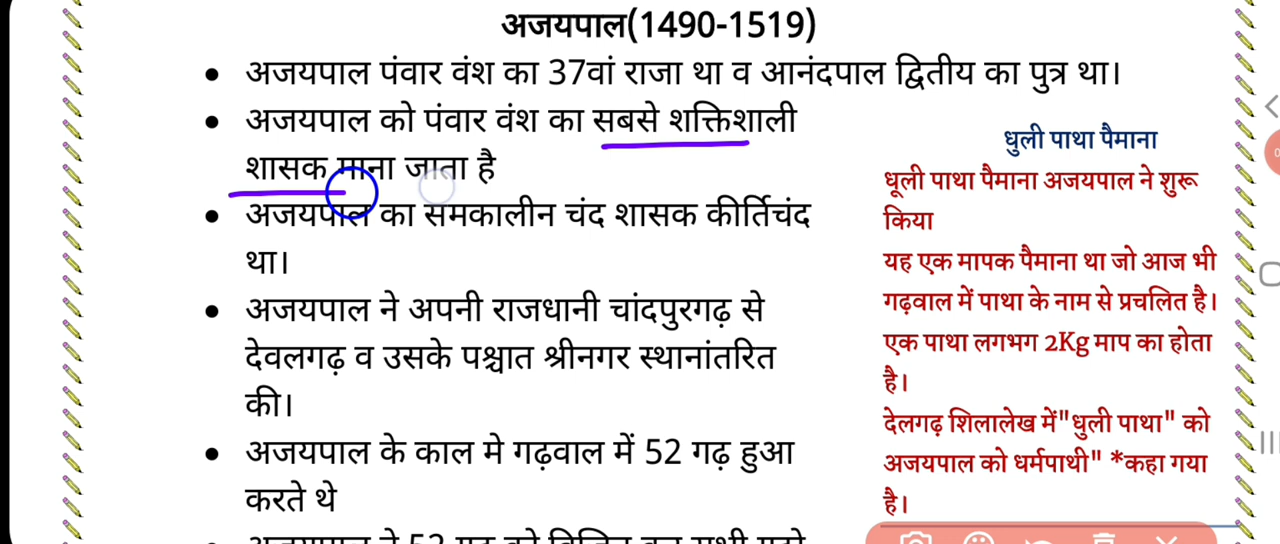 अजयपाल(1490-1519)
• अजयपाल पंवार वंश का 37वां राजा था व आनंदपाल द्वितीय का पुत्र था।
• अजयपाल को पंवार वंश का सबसे शक्तिशाली
शासक माना जाता है
• अजयपाल का समकालीन चंद शासक कीर्तिचंद
था।
• अजयपाल ने अपनी राजधानी चांदपुरगढ़ से
देवलगढ़ व उसके पश्चात श्रीनगर स्थानांतरित
की।
• अजयपाल के काल मे गढ़वाल में 52 गढ़ हुआ
करते थे
धुली पाथा पैमाना
धूली पाथा पैमाना अजयपाल ने शुरू
किया
यह एक मापक पैमाना था जो आज भी
गढ़वाल में पाथा के नाम से प्रचलित है।
एक पाथा लगभग 2Kg माप का होता
है।
देलगढ़ शिलालेख में"धुली पाथा" को
अजयपाल को धर्मपाथी" *कहा गया
है।